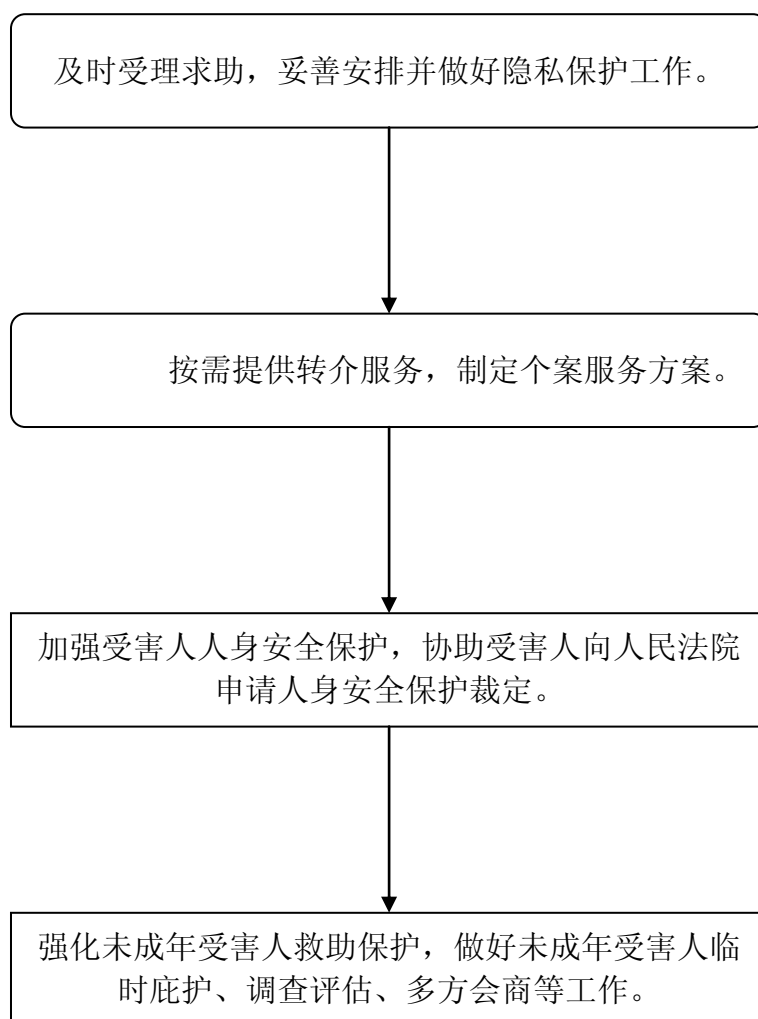 及时受理求助，妥善安排并做好隐私保护工作。
按需提供转介服务，制定个案服务方案。
加强受害人人身安全保护，协助受害人向人民法院
申请人身安全保护裁定。
强化未成年受害人救助保护，做好未成年受害人临
时庇护、调查评估、多方会商等工作。